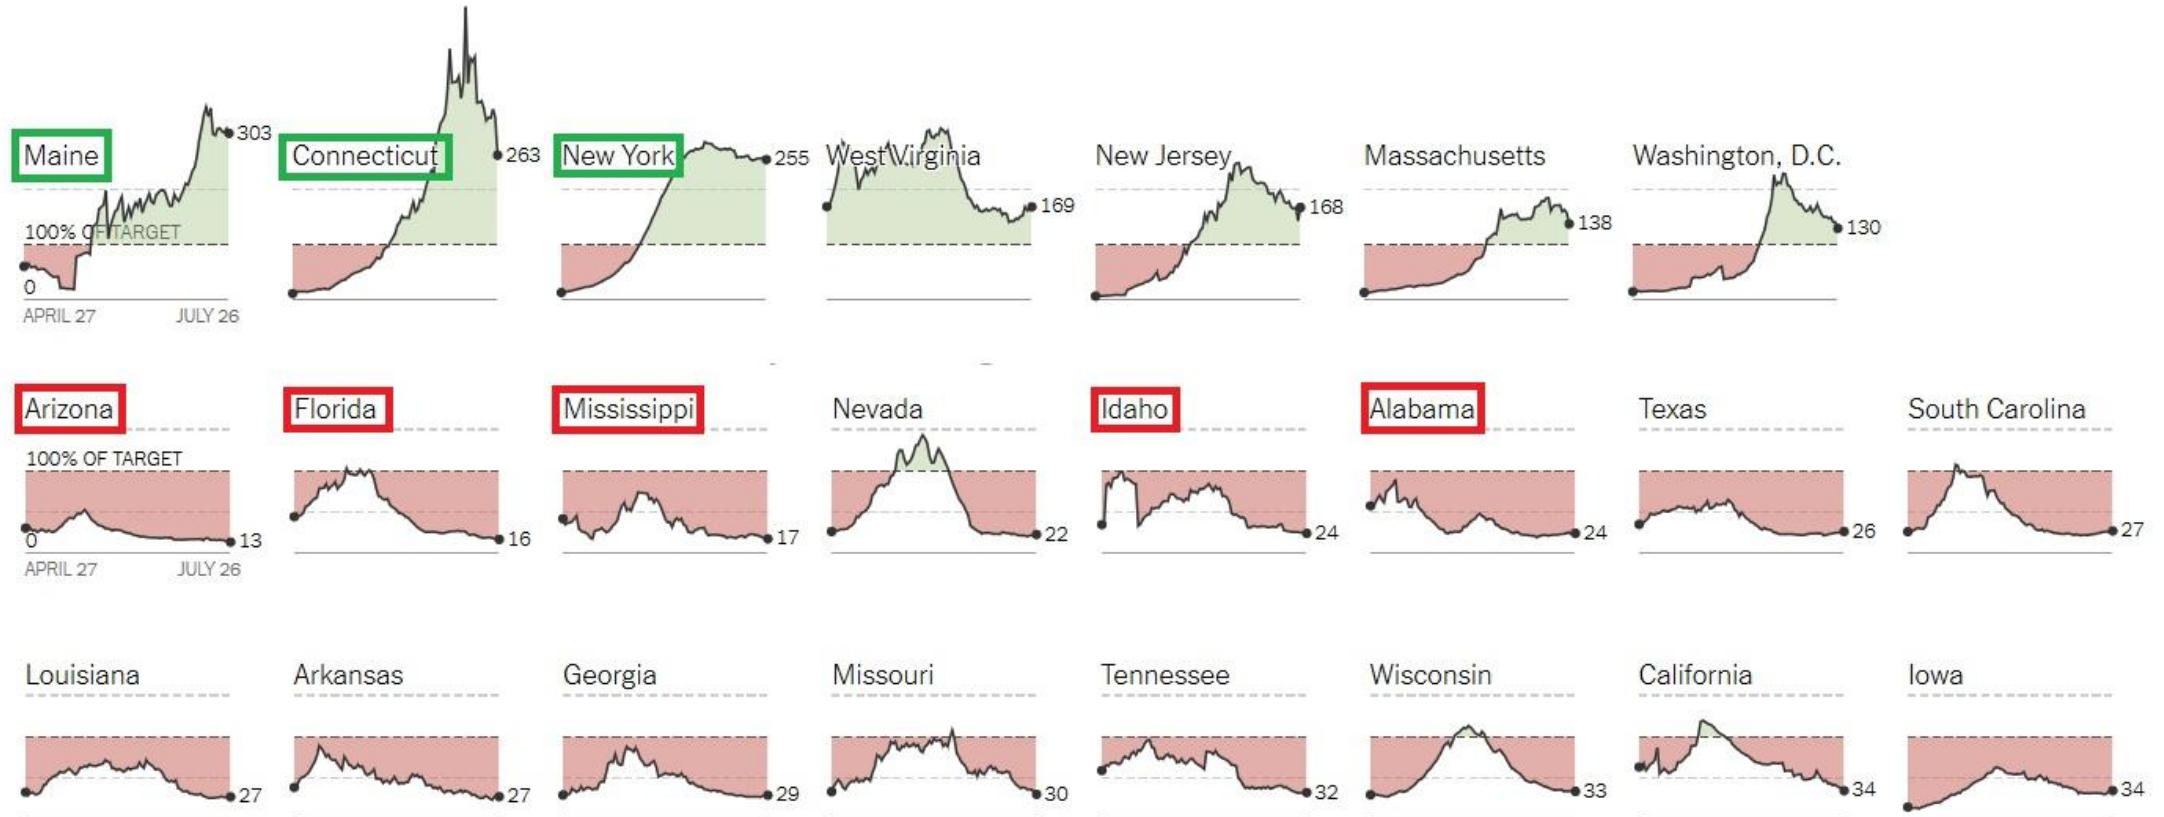 303
263
255
Maine
Connecticut
New York
West Virginia
New Jersey
Massachusetts
Washington, D.C.
169
168
138
130
100% OF TARGET
0
APRIL 27 JULY 26
Arizona
Florida
Mississippi
Nevada
Idaho
Alabama
Texas
South Carolina
100% OF TARGET
0
13
16
17
22
24
24
26
27
APRIL 27 JULY 26
Louisiana
Arkansas
Georgia
Missouri
Tennessee
Wisconsin
California
Iowa
27
27
29
30
32
33
34
34